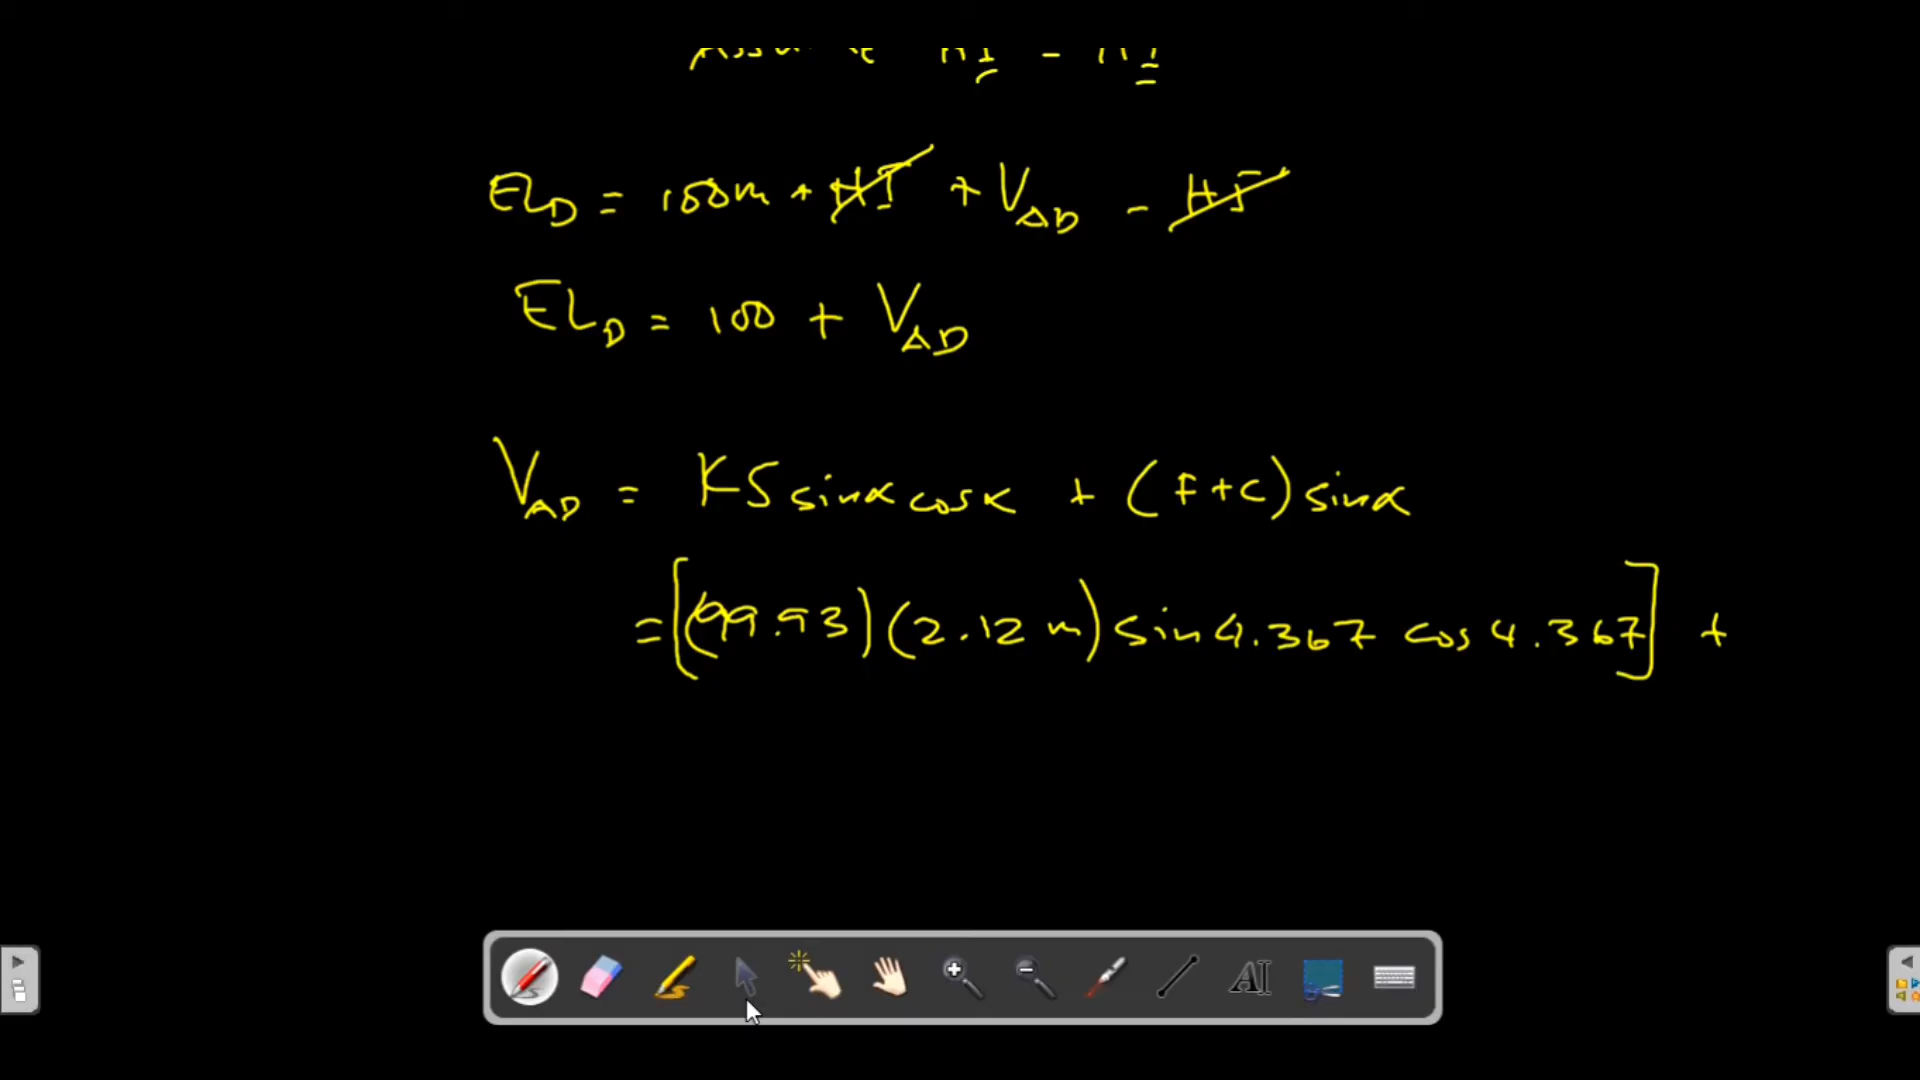 EL_D = 100m + HI + V_AD - HI
EL_D = 100 + V_AD
V_AD = KS sinα cosα + (F+C) sinα
= [(99.93)(2.12 m) sin 4.367 cos 4.367] +
AI